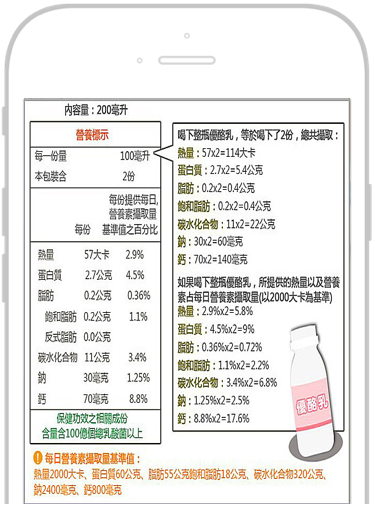 內容量：200毫升
營養標示
每一份量 100毫升
本包裝含 2份
每份提供每日,
營養素攝取量
每份 基準值之百分比
熱量 57大卡 2.9%
蛋白質 2.7公克 4.5%
脂肪 0.2公克 0.36%
飽和脂肪 0.2公克 1.1%
反式脂肪 0.0公克
碳水化合物 11公克 3.4%
鈉 30毫克 1.25%
鈣 70毫克 8.8%
保健功效之相關成份
含量含100億個總乳酸菌以上
喝下整瓶優酪乳，等於喝下了2份，總共攝取：
熱量：57x2=114大卡
蛋白質：2.7x2=5.4公克
脂肪：0.2x2=0.4公克
飽和脂肪：0.2x2=0.4公克
碳水化合物：11x2=22公克
鈉：30x2=60毫克
鈣：70x2=140毫克
如果喝下整瓶優酪乳，所提供的熱量以及營養
素占每日營養素攝取量(以2000大卡為基準)
熱量：2.9%x2=5.8%
蛋白質：4.5%x2=9%
脂肪：0.36%x2=0.72%
飽和脂肪：1.1%x2=2.2%
碳水化合物：3.4%x2=6.8%
鈉：1.25%x2=2.5%
鈣：8.8%x2=17.6%
優酪乳
! 每日營養素攝取量基準值：
熱量2000大卡、蛋白質60公克、脂肪55公克飽和脂肪18公克、碳水化合物320公克、
鈉2400毫克、鈣800毫克